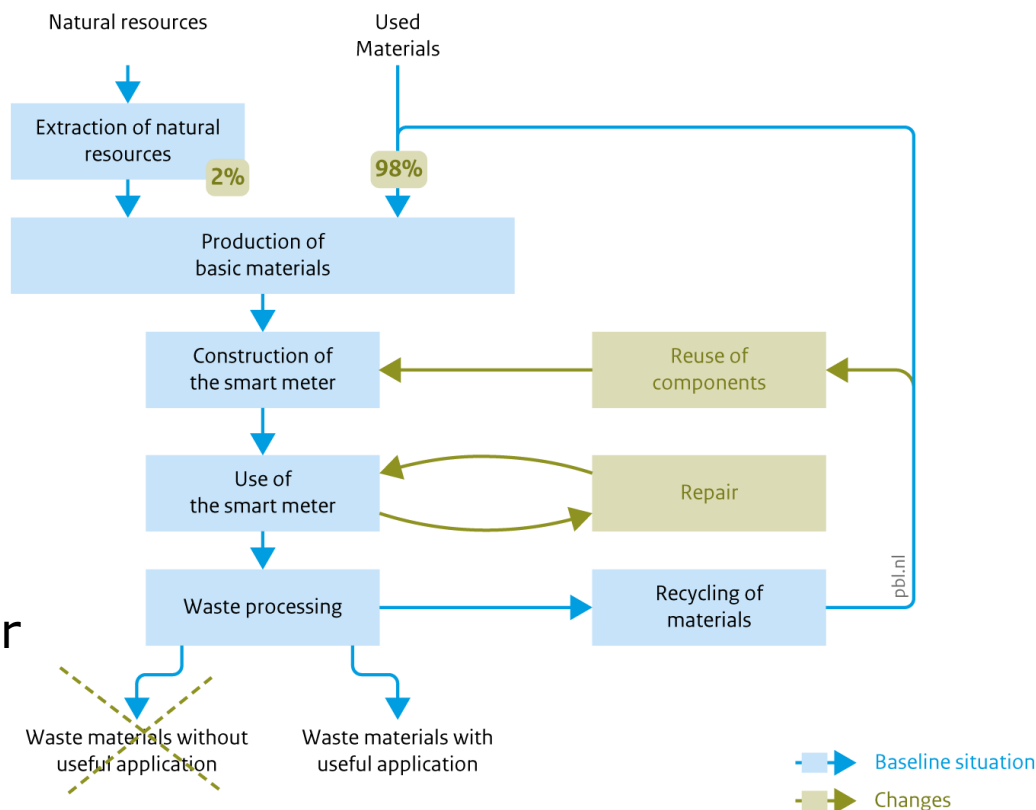 Natural resources
Used
Materials
Extraction of natural
resources
2%
98%
Production of
basic materials
Construction of
the smart meter
Reuse of
components
Use of
the smart meter
Repair
pbl.nl
Waste processing
Recycling of
materials
r
Waste materials without
useful application
Waste materials with
useful application
Baseline situation
Changes